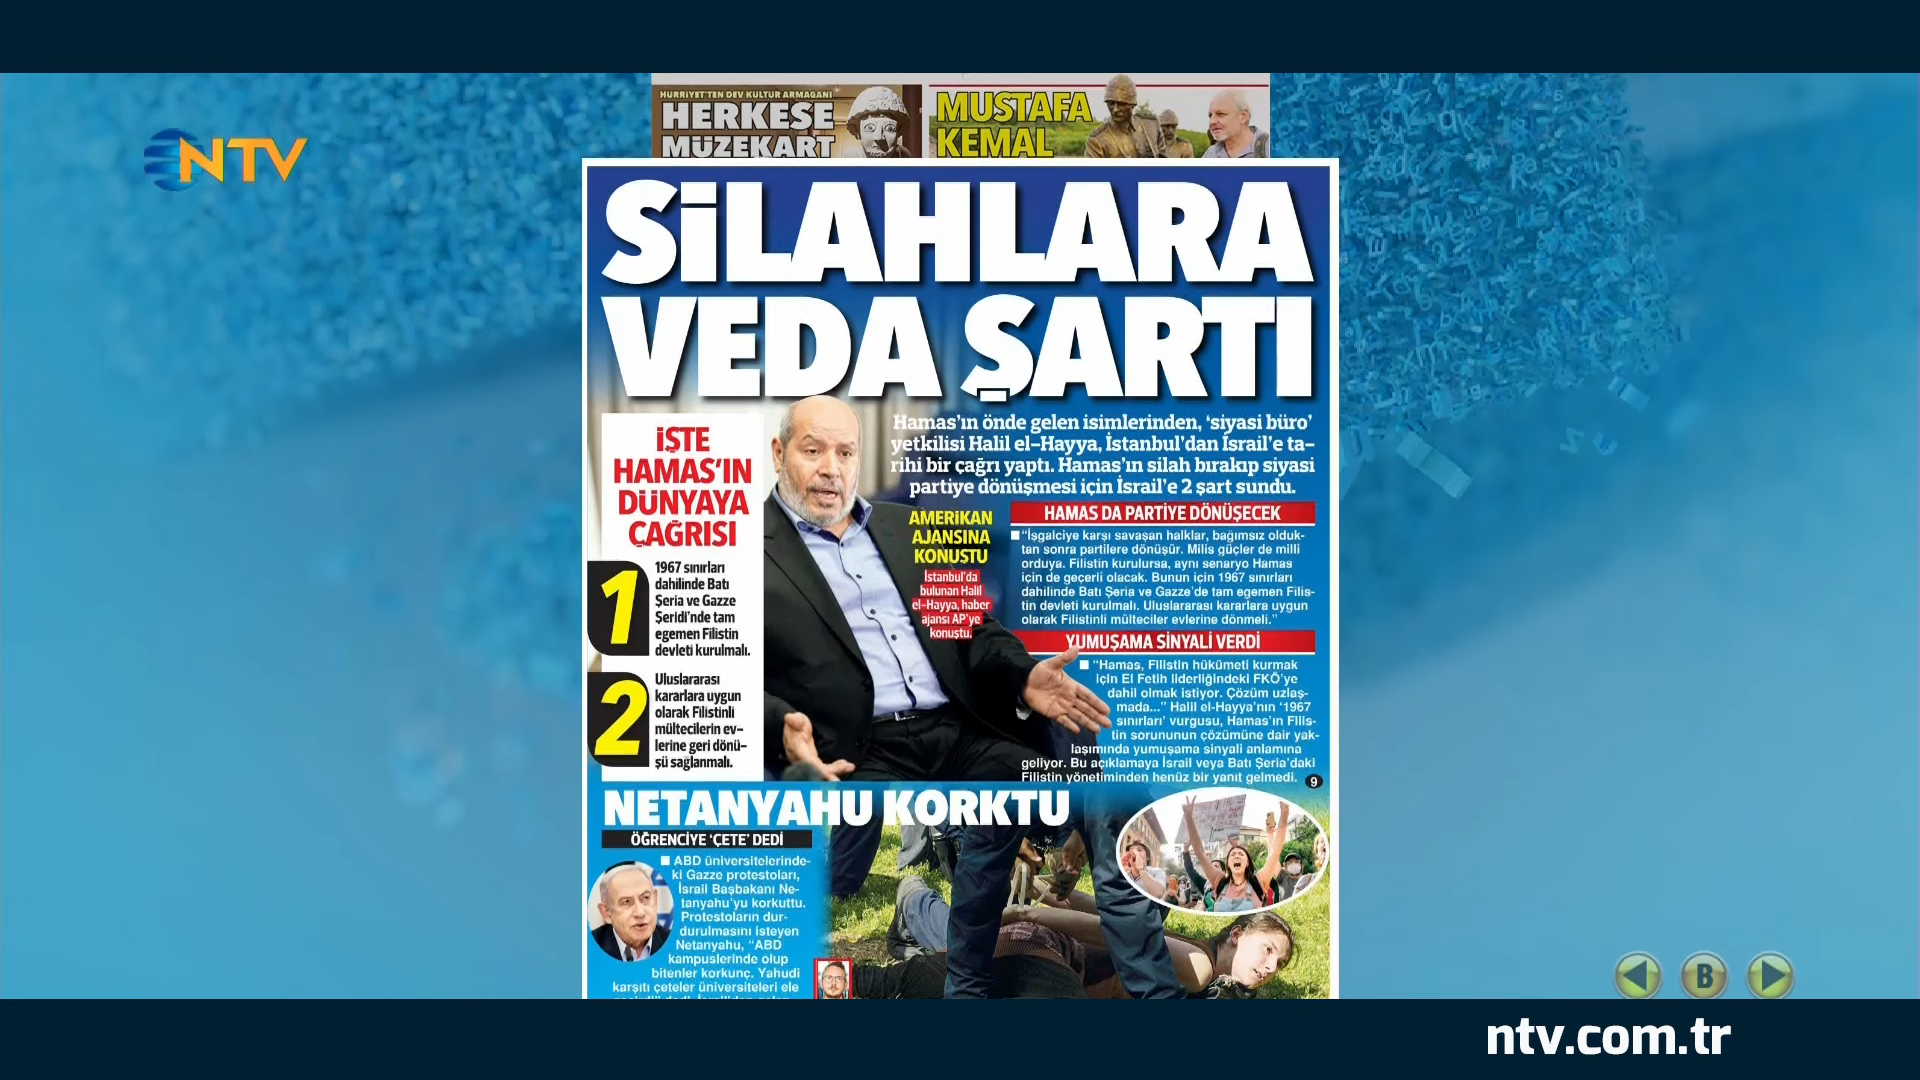 NTV
HÜRRİYET'TEN DEV KÜLTÜR ARMAĞANI
HERKESE
MÜZEKART
MUSTAFA
KEMAL
SİLAHLARA
VEDA ŞARTI
Hamas'ın önde gelen isimlerinden, 'siyasi büro'
yetkilisi Halil el-Hayya, İstanbul'dan İsrail'e ta-
rihi bir çağrı yaptı. Hamas'ın silah bırakıp siyasi
partiye dönüşmesi için İsrail'e 2 şart sundu.
İŞTE
HAMAS'IN
DÜNYAYA
ÇAĞRISI
1
1967 sınırları
dahilinde Batı
Şeria ve Gazze
Şeridi'nde tam
egemen Filistin
devleti kurulmalı.
2
Uluslararası
kararlara uygun
olarak Filistinli
mültecilerin ev-
lerine geri dönü-
şü sağlanmalı.
AMERİKAN
AJANSINA
KONUŞTU
İstanbul'da
bulunan Halil
el-Hayya, haber
ajansı AP'ye
konuştu.
HAMAS DA PARTİYE DÖNÜŞECEK
"İşgalciye karşı savaşan halklar, bağımsız olduk-
tan sonra partilere dönüşür. Milis güçler de milli
orduya. Filistin kurulursa, aynı senaryo Hamas
için de geçerli olacak. Bunun için 1967 sınırları
dahilinde Batı Şeria ve Gazze'de tam egemen Filis-
tin devleti kurulmalı. Uluslararası kararlara uygun
olarak Filistinli mülteciler evlerine dönmeli."
YUMUŞAMA SİNYALİ VERDİ
"Hamas, Filistin hükümeti kurmak
için El Fetih liderliğindeki FKÖ'ye
dahil olmak istiyor. Çözüm uzlaş-
mada..." Halil el-Hayya'nın '1967
sınırları' vurgusu, Hamas'ın Filis-
tin sorununun çözümüne dair yak-
laşımında yumuşama sinyali anlamına
geliyor. Bu açıklamaya İsrail veya Batı Şeria'daki
Filistin yönetiminden henüz bir yanıt gelmedi. 9
NETANYAHU KORKTU
ÖĞRENCİYE 'ÇETE' DEDİ
ABD üniversitelerinde-
ki Gazze protestoları,
İsrail Başbakanı Ne-
tanyahu'yu korkuttu.
Protestoların dur-
durulmasını isteyen
Netanyahu, "ABD
kampuslerinde olup
bitenler korkunç. Yahudi
karşıtı çeteler üniversiteleri ele
B
ntv.com.tr